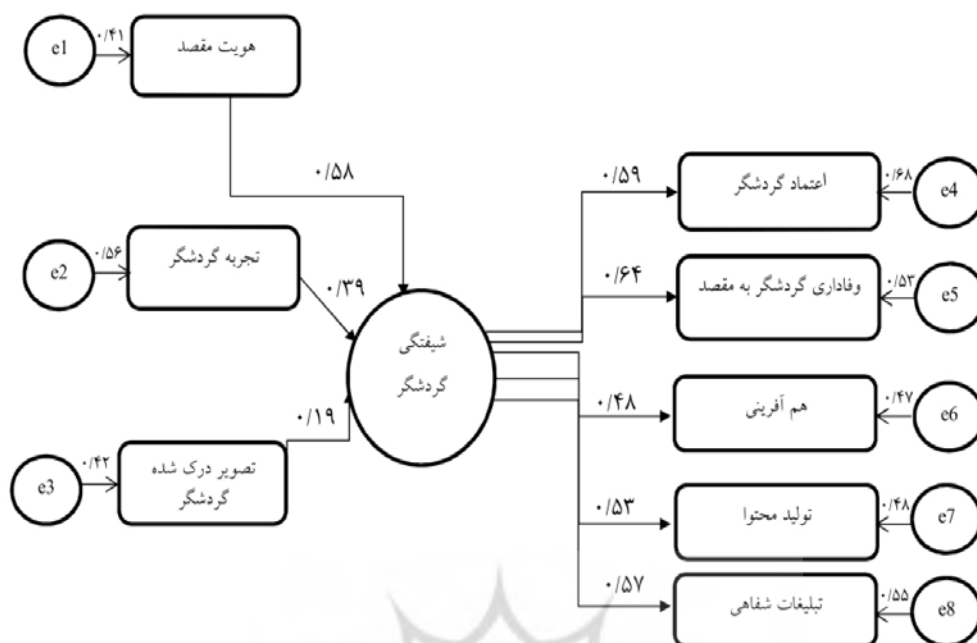 e1
۰/۴۱
هویت مقصد
۰/۵۸
e2
۰/۵۶
تجربه گردشگر
۰/۳۹
e3
۰/۴۲
تصویر درک شده
گردشگر
۰/۱۹
شیفتگی
گردشگر
۰/۵۹
اعتماد گردشگر
۰/۶۸
e4
۰/۶۴
وفاداری گردشگر به مقصد
۰/۵۳
e5
۰/۴۸
هم آفرینی
۰/۴۷
e6
۰/۵۳
تولید محتوا
۰/۴۸
e7
۰/۵۷
تبلیغات شفاهی
۰/۵۵
e8